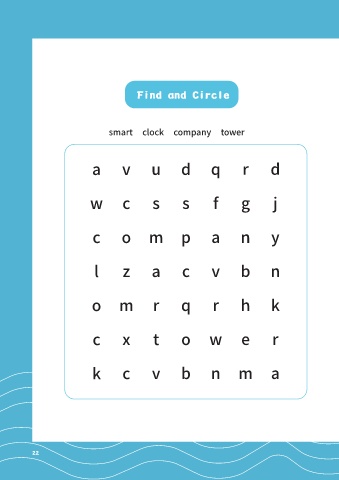 Find and Circle
smart clock company tower
a v u d q r d
w c s s f g j
c o m p a n y
l z a c v b n
o m r q r h k
c x t o w e r
k c v b n m a
22